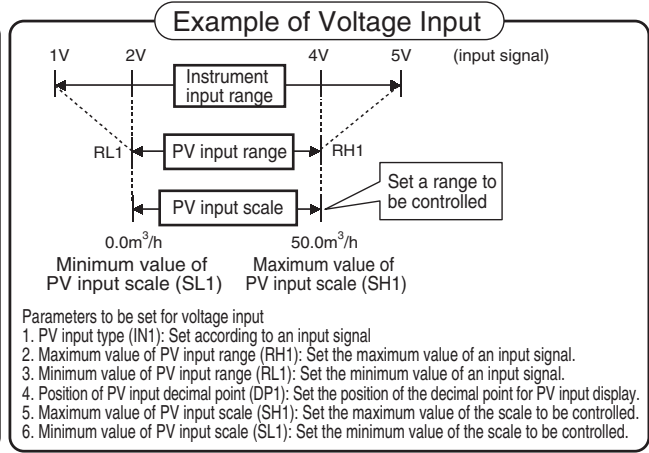 Example of Voltage Input
1V 2V 4V 5V (input signal)
Instrument
input range
RL1 PV input range RH1
PV input scale
Set a range to
be controlled
0.0m³/h 50.0m³/h
Minimum value of Maximum value of
PV input scale (SL1) PV input scale (SH1)
Parameters to be set for voltage input
1. PV input type (IN1): Set according to an input signal
2. Maximum value of PV input range (RH1): Set the maximum value of an input signal.
3. Minimum value of PV input range (RL1): Set the minimum value of an input signal.
4. Position of PV input decimal point (DP1): Set the position of the decimal point for PV input display.
5. Maximum value of PV input scale (SH1): Set the maximum value of the scale to be controlled.
6. Minimum value of PV input scale (SL1): Set the minimum value of the scale to be controlled.